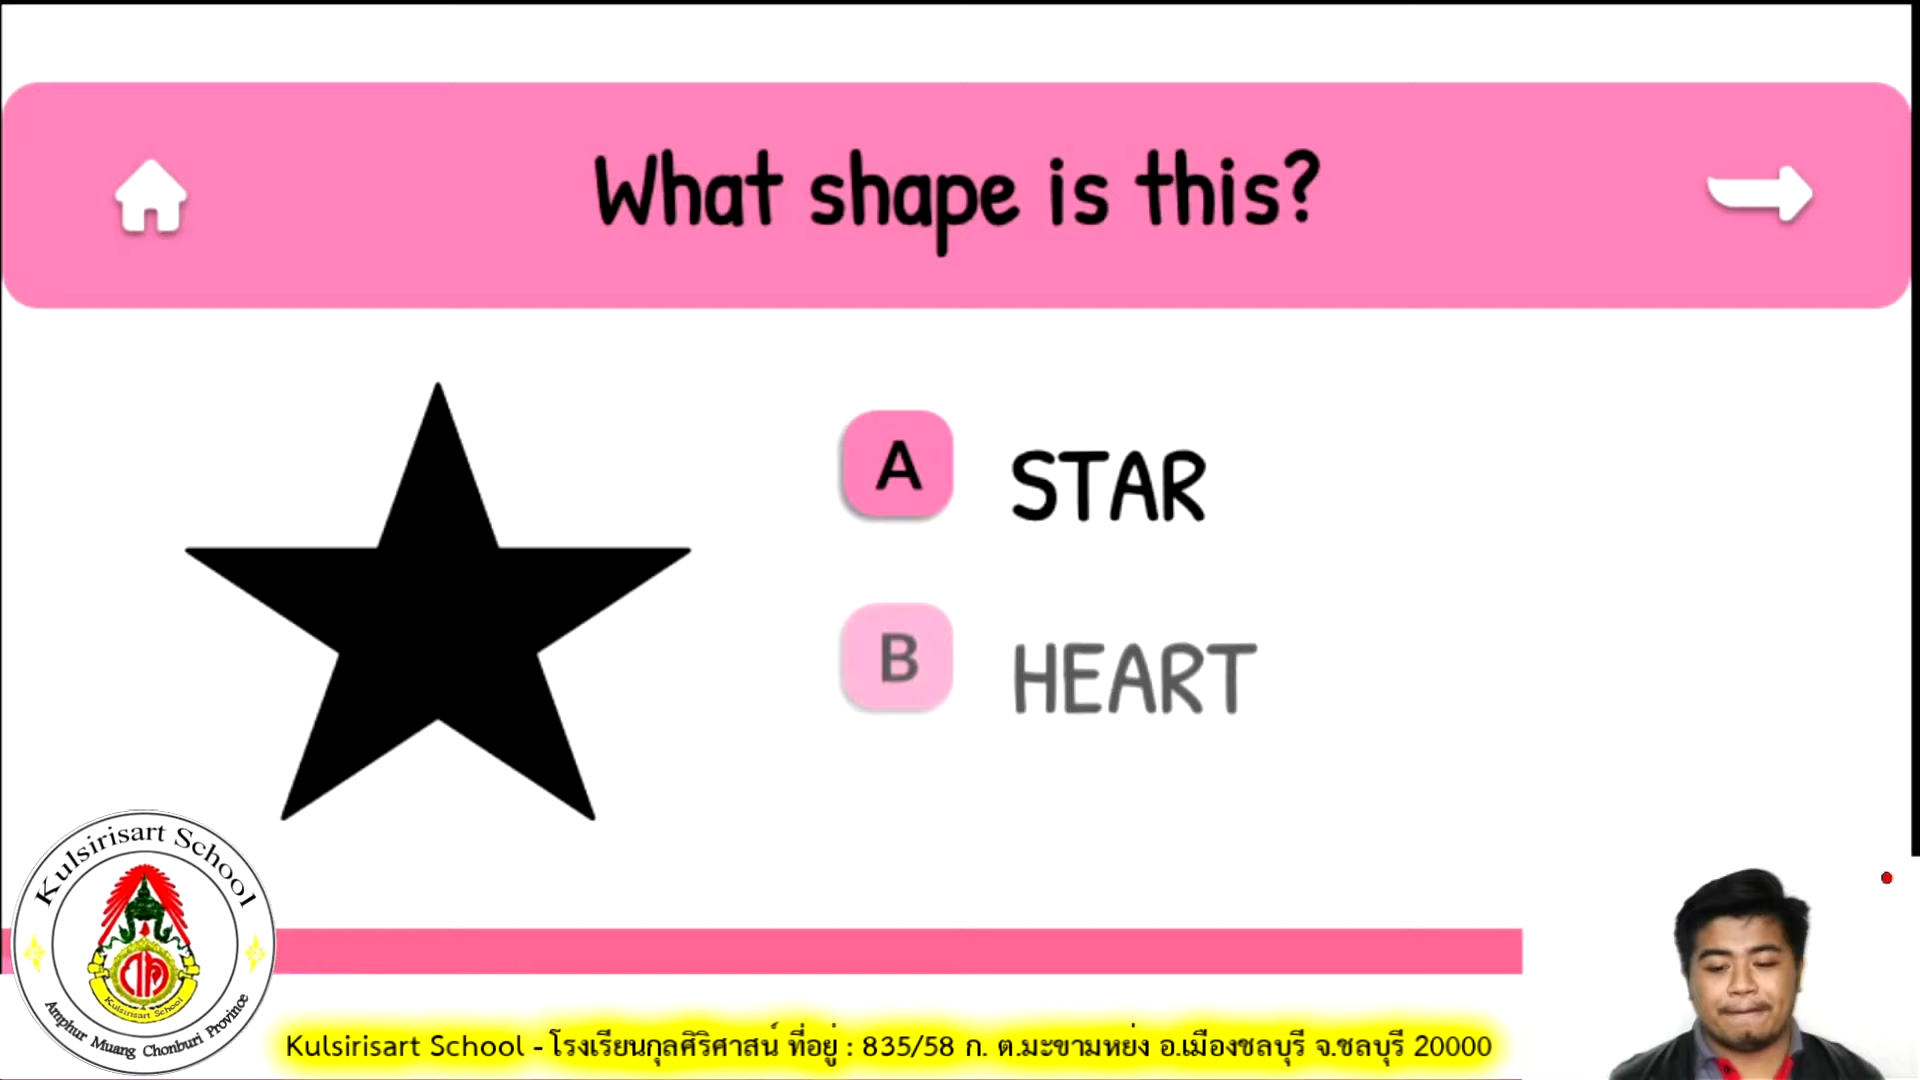 What shape is this?
A STAR
B HEART
Kulsirisart School
Kulsirisart School
Amphur Muang Chonburi Province
Kulsirisart School - โรงเรียนกุลศิริศาสน์ ที่อยู่ : 835/58 ก. ต.มะขามหย่ง อ.เมืองชลบุรี จ.ชลบุรี 20000